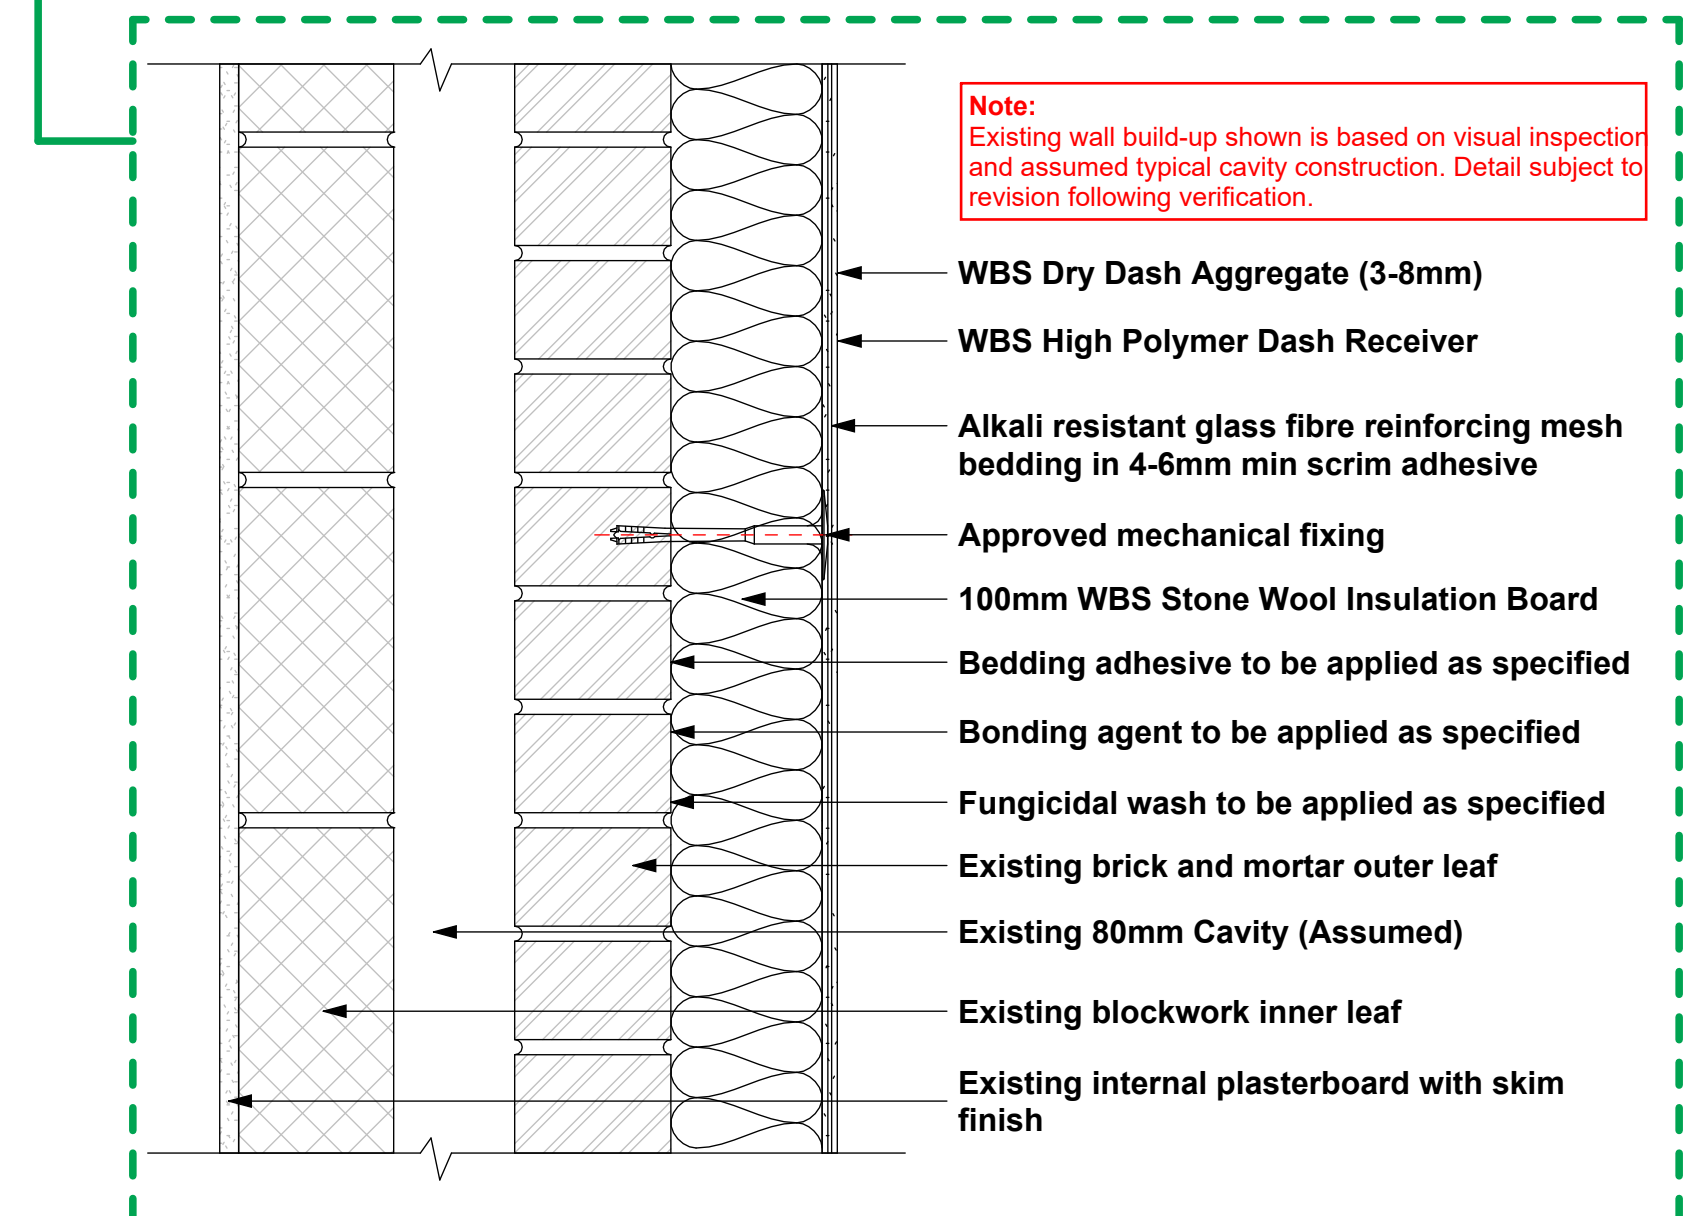 Note:
Existing wall build-up shown is based on visual inspection
and assumed typical cavity construction. Detail subject to
revision following verification.
WBS Dry Dash Aggregate (3-8mm)
WBS High Polymer Dash Receiver
Alkali resistant glass fibre reinforcing mesh
bedding in 4-6mm min scrim adhesive
Approved mechanical fixing
100mm WBS Stone Wool Insulation Board
Bedding adhesive to be applied as specified
Bonding agent to be applied as specified
Fungicidal wash to be applied as specified
Existing brick and mortar outer leaf
Existing 80mm Cavity (Assumed)
Existing blockwork inner leaf
Existing internal plasterboard with skim
finish